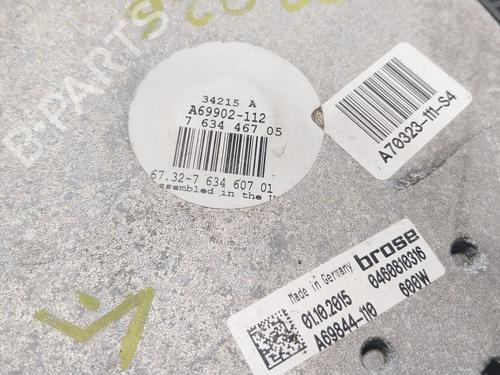 B-PARTS
34215 A
A69902-112
7 634 467 05
67.32-7 634 607 01
ssembled in the U
A70323-111-S4
Made in Germany
brose
01.10.2015
0460810316
A69844-110
600W